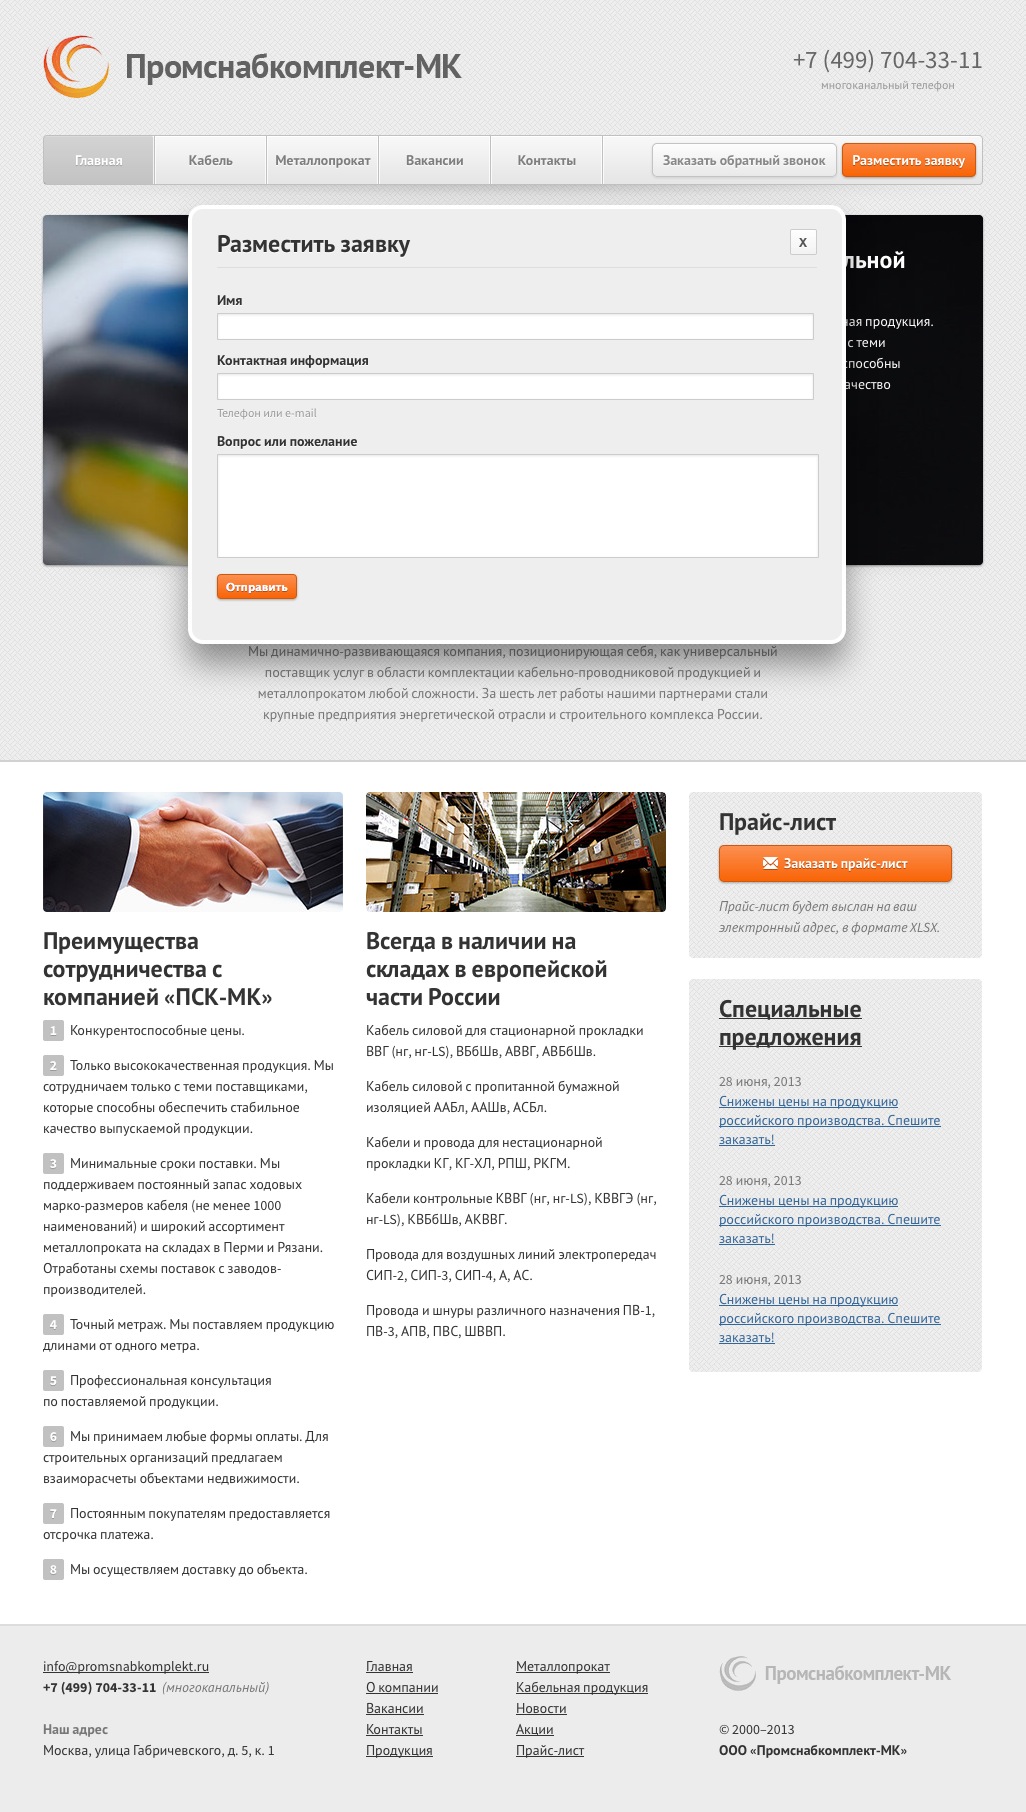 Промснабкомплект-МК
+7 (499) 704-33-11
многоканальный телефон
Главная
Кабель
Металлопрокат
Вакансии
Контакты
Заказать обратный звонок
Разместить заявку
Разместить заявку
x
Имя
Контактная информация
Телефон или e-mail
Вопрос или пожелание
Отправить
продукция.
с теми
Мы динамично-развивающаяся компания, позиционирующая себя, как универсальный
поставщик услуг в области комплектации кабельно-проводниковой продукцией и
металлопрокатом любой сложности. За шесть лет работы нашими партнерами стали
крупные предприятия энергетической отрасли и строительного комплекса России.
Преимущества
сотрудничества с
компанией «ПСК-МК»
1 Конкурентоспособные цены.
2 Только высококачественная продукция. Мы
сотрудничаем только с теми поставщиками,
которые способны обеспечить стабильное
качество выпускаемой продукции.
3 Минимальные сроки поставки. Мы
поддерживаем постоянный запас ходовых
марко-размеров кабеля (не менее 1000
наименований) и широкий ассортимент
металлопроката на складах в Перми и Рязани.
Отработаны схемы поставок с заводов-
производителей.
4 Точный метраж. Мы поставляем продукцию
длинами от одного метра.
5 Профессиональная консультация
по поставляемой продукции.
6 Мы принимаем любые формы оплаты. Для
строительных организаций предлагаем
взаиморасчеты объектами недвижимости.
7 Постоянным покупателям предоставляется
отсрочка платежа.
8 Мы осуществляем доставку до объекта.
Всегда в наличии на
складах в европейской
части России
Кабель силовой для стационарной прокладки
ВВГ (нг, нг-LS), ВБбШв, АВВГ, АВБбШв.
Кабель силовой с пропитанной бумажной
изоляцией ААБл, ААШв, АСБл.
Кабели и провода для нестационарной
прокладки КГ, КГ-ХЛ, РПШ, РКГМ.
Кабели контрольные КВВГ (нг, нг-LS), КВВГЭ (нг,
нг-LS), КВБбШв, АКВВГ.
Провода для воздушных линий электропередач
СИП-2, СИП-3, СИП-4, А, АС.
Провода и шнуры различного назначения ПВ-1,
ПВ-3, АПВ, ПВС, ШВВП.
Прайс-лист
Заказать прайс-лист
Прайс-лист будет выслан на ваш
электронный адрес, в формате XLSX.
Специальные
предложения
28 июня, 2013
Снижены цены на продукцию
российского производства. Спешите
заказать!
28 июня, 2013
Снижены цены на продукцию
российского производства. Спешите
заказать!
28 июня, 2013
Снижены цены на продукцию
российского производства. Спешите
заказать!
info@promsnabkomplekt.ru
+7 (499) 704-33-11 (многоканальный)
Наш адрес
Москва, улица Габричевского, д. 5, к. 1
Главная
О компании
Вакансии
Контакты
Продукция
Металлопрокат
Кабельная продукция
Новости
Акции
Прайс-лист
Промснабкомплект-МК
© 2000–2013
ООО «Промснабкомплект-МК»